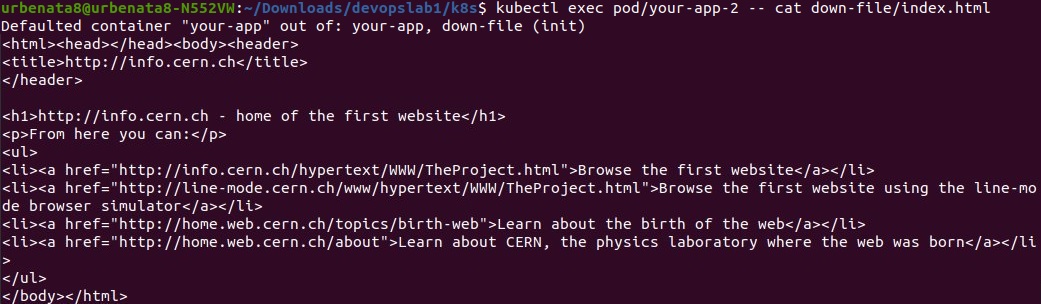 urbenata8@urbenata8-N552VW:~/Downloads/devopslab1/k8s$ kubectl exec pod/your-app-2 -- cat down-file/index.html
Defaulted container "your-app" out of: your-app, down-file (init)
<html><head></head><body><header>
<title>http://info.cern.ch</title>
</header>

<h1>http://info.cern.ch - home of the first website</h1>
<p>From here you can:</p>
<ul>
<li><a href="http://info.cern.ch/hypertext/WWW/TheProject.html">Browse the first website</a></li>
<li><a href="http://line-mode.cern.ch/www/hypertext/WWW/TheProject.html">Browse the first website using the line-mo
de browser simulator</a></li>
<li><a href="http://home.web.cern.ch/topics/birth-web">Learn about the birth of the web</a></li>
<li><a href="http://home.web.cern.ch/about">Learn about CERN, the physics laboratory where the web was born</a></li
>
</ul>
</body></html>